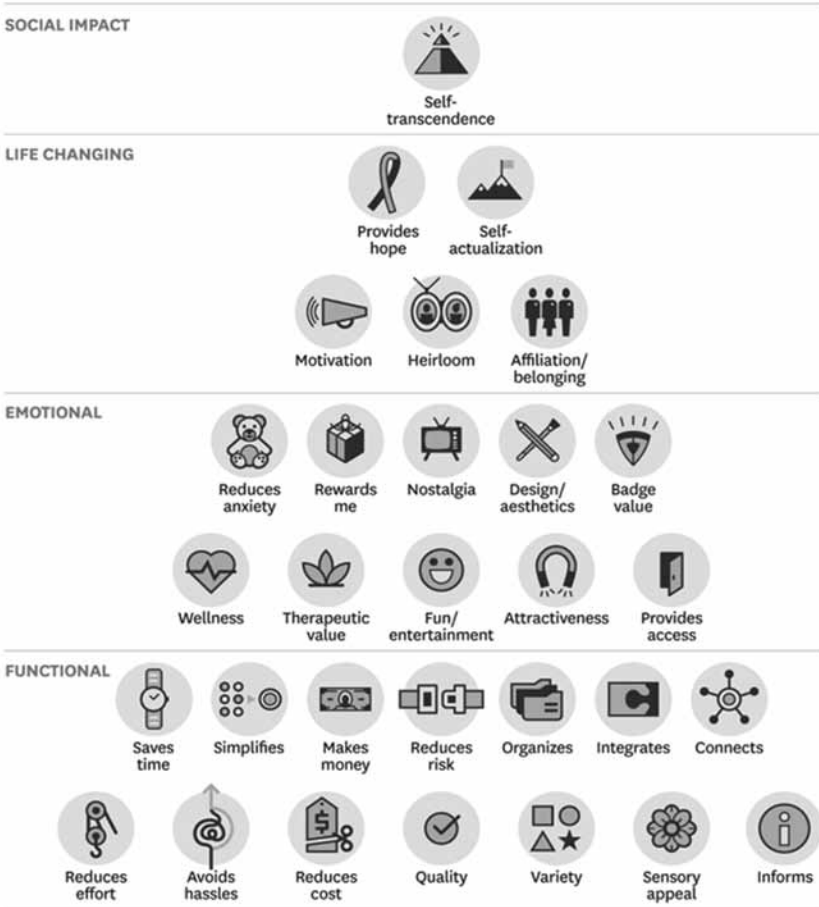 SOCIAL IMPACT
Self-
transcendence
LIFE CHANGING
Provides
hope
Self-
actualization
Motivation
Heirloom
Affiliation/
belonging
EMOTIONAL
Reduces
anxiety
Rewards
me
Nostalgia
Design/
aesthetics
Badge
value
Wellness
Therapeutic
value
Fun/
entertainment
Attractiveness
Provides
access
FUNCTIONAL
Saves
time
Simplifies
Makes
money
Reduces
risk
Organizes
Integrates
Connects
Reduces
effort
Avoids
hassles
$
Reduces
cost
Quality
Variety
Sensory
appeal
i
Informs